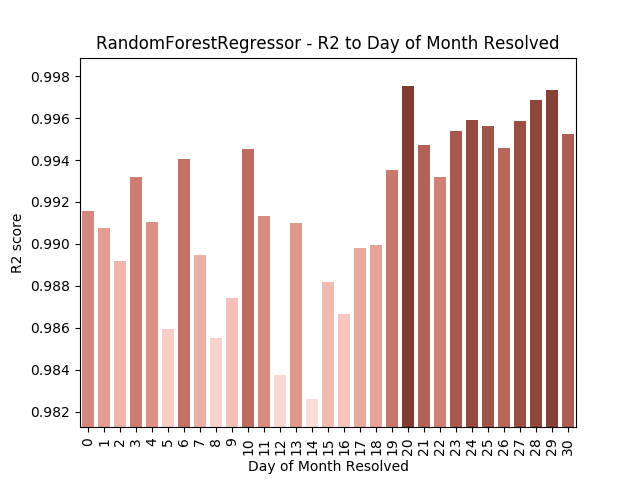 RandomForestRegressor - R2 to Day of Month Resolved
0.998
0.996
0.994
0.992
0.990
0.988
0.986
0.984
0.982
R2 score
0 1 2 3 4 5 6 7 8 9 10 11 12 13 14 15 16 17 18 19 20 21 22 23 24 25 26 27 28 29 30
Day of Month Resolved